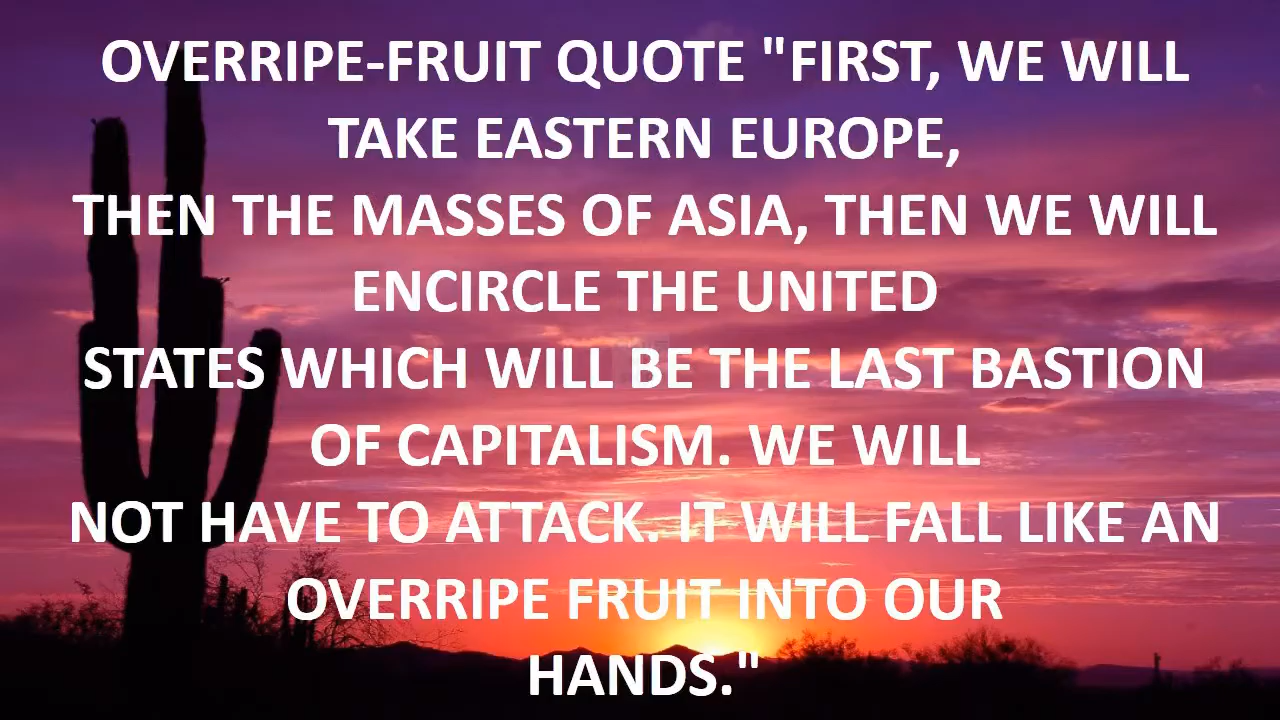 OVERRIPE-FRUIT QUOTE "FIRST, WE WILL
TAKE EASTERN EUROPE,
THEN THE MASSES OF ASIA, THEN WE WILL
ENCIRCLE THE UNITED
STATES WHICH WILL BE THE LAST BASTION
OF CAPITALISM. WE WILL
NOT HAVE TO ATTACK. IT WILL FALL LIKE AN
OVERRIPE FRUIT INTO OUR
HANDS."